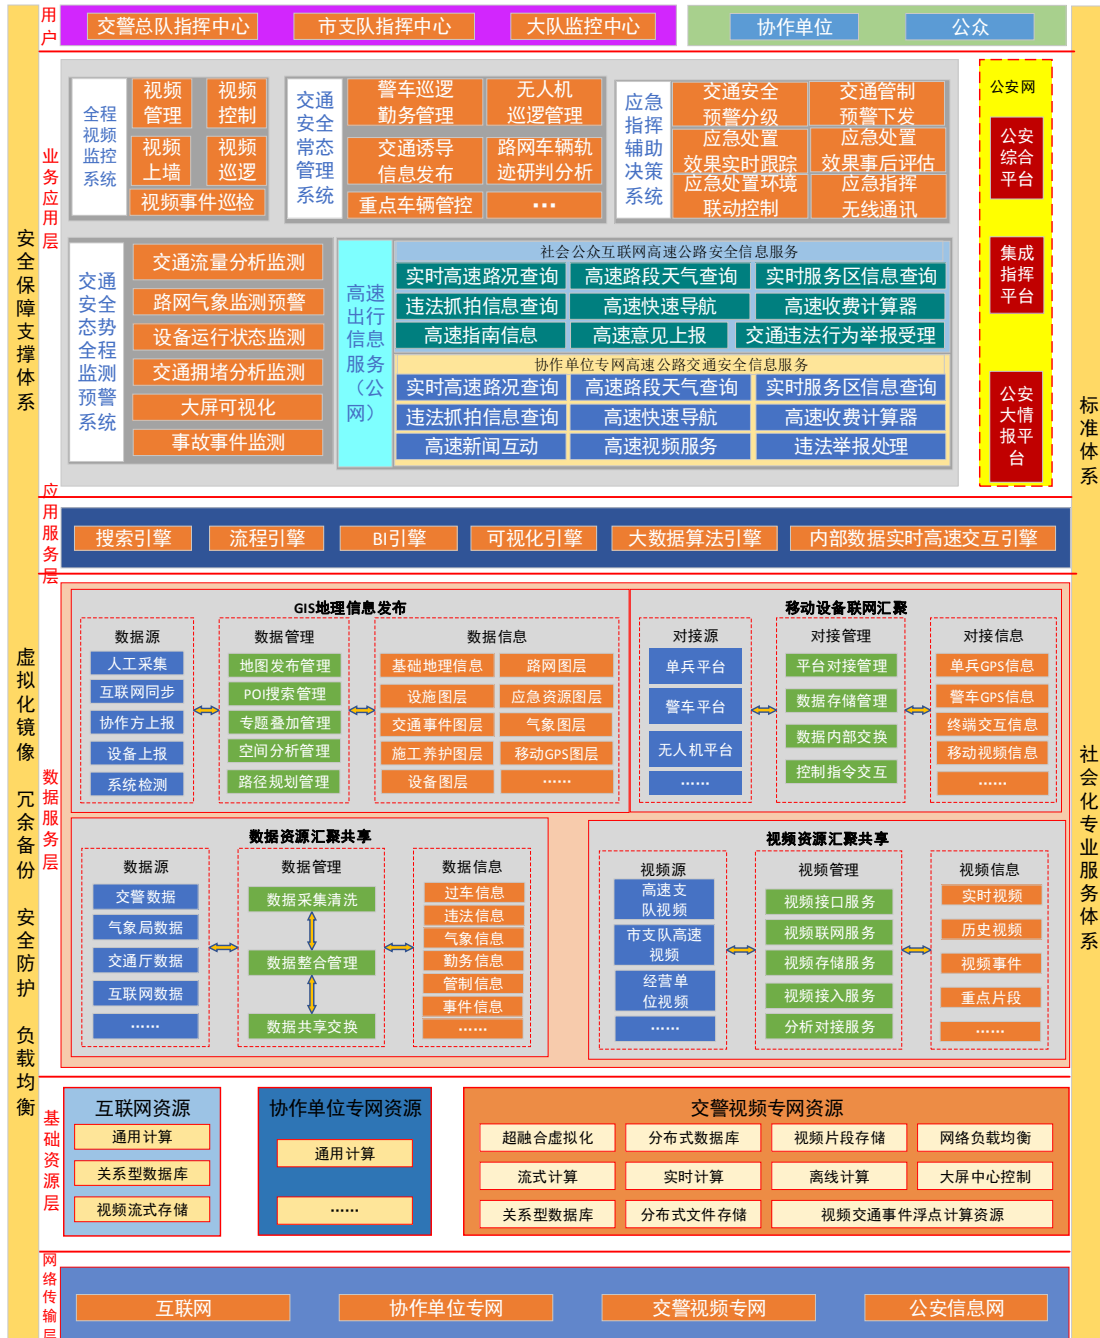 用户
交警总队指挥中心
市支队指挥中心
大队监控中心
协作单位
公众
安全保障支撑体系
虚拟化镜像
冗余备份
安全防护
负载均衡
标准体系
社会化专业服务体系
业务应用层
全程
视频
监控
系统
视频
管理
视频
控制
视频
上墙
视频
巡逻
视频事件巡检
交通
安全
常态
管理
系统
警车巡逻
勤务管理
无人机
巡逻管理
交通诱导
信息发布
路网车辆轨
迹研判分析
重点车辆管控
...
应急
指挥
辅助
决策
系统
交通安全
预警分级
交通管制
预警下发
应急处置
效果实时跟踪
应急处置
效果事后评估
应急处置环境
联动控制
应急指挥
无线通讯
公安网
公安
综合
平台
集成
指挥
平台
公安
大情
报平
台
交通
安全
态势
全程
监测
预警
系统
交通流量分析监测
路网气象监测预警
设备运行状态监测
交通拥堵分析监测
大屏可视化
事故事件监测
高速
出行
信息
服务
（公
网）
社会公众互联网高速公路安全信息服务
实时高速路况查询
高速路段天气查询
实时服务区信息查询
违法抓拍信息查询
高速快速导航
高速收费计算器
高速指南信息
高速意见上报
交通违法行为举报受理
协作单位专网高速公路交通安全信息服务
实时高速路况查询
高速路段天气查询
实时服务区信息查询
违法抓拍信息查询
高速快速导航
高速收费计算器
高速新闻互动
高速视频服务
违法举报处理
应用服务层
搜索引擎
流程引擎
BI引擎
可视化引擎
大数据算法引擎
内部数据实时高速交互引擎
数据服务层
GIS地理信息发布
数据源
人工采集
互联网同步
协作方上报
设备上报
系统检测
数据管理
地图发布管理
POI搜索管理
专题叠加管理
空间分析管理
路径规划管理
数据信息
基础地理信息
路网图层
设施图层
应急资源图层
交通事件图层
气象图层
施工养护图层
移动GPS图层
设备图层
......
移动设备联网汇聚
对接源
单兵平台
警车平台
无人机平台
......
对接管理
平台对接管理
数据存储管理
数据内部交换
控制指令交互
对接信息
单兵GPS信息
警车GPS信息
终端交互信息
移动视频信息
......
数据资源汇聚共享
数据源
交警数据
气象局数据
交通厅数据
互联网数据
......
数据管理
数据采集清洗
数据整合管理
数据共享交换
数据信息
过车信息
违法信息
气象信息
勤务信息
管制信息
事件信息
......
视频资源汇聚共享
视频源
高速支
队视频
市支队高速
视频
经营单
位视频
......
视频管理
视频接口服务
视频联网服务
视频存储服务
视频接入服务
分析对接服务
视频信息
实时视频
历史视频
视频事件
重点片段
......
基础资源层
互联网资源
通用计算
关系型数据库
视频流式存储
协作单位专网资源
通用计算
......
交警视频专网资源
超融合虚拟化
分布式数据库
视频片段存储
网络负载均衡
流式计算
实时计算
离线计算
大屏中心控制
关系型数据库
分布式文件存储
视频交通事件浮点计算资源
网络传输层
互联网
协作单位专网
交警视频专网
公安信息网